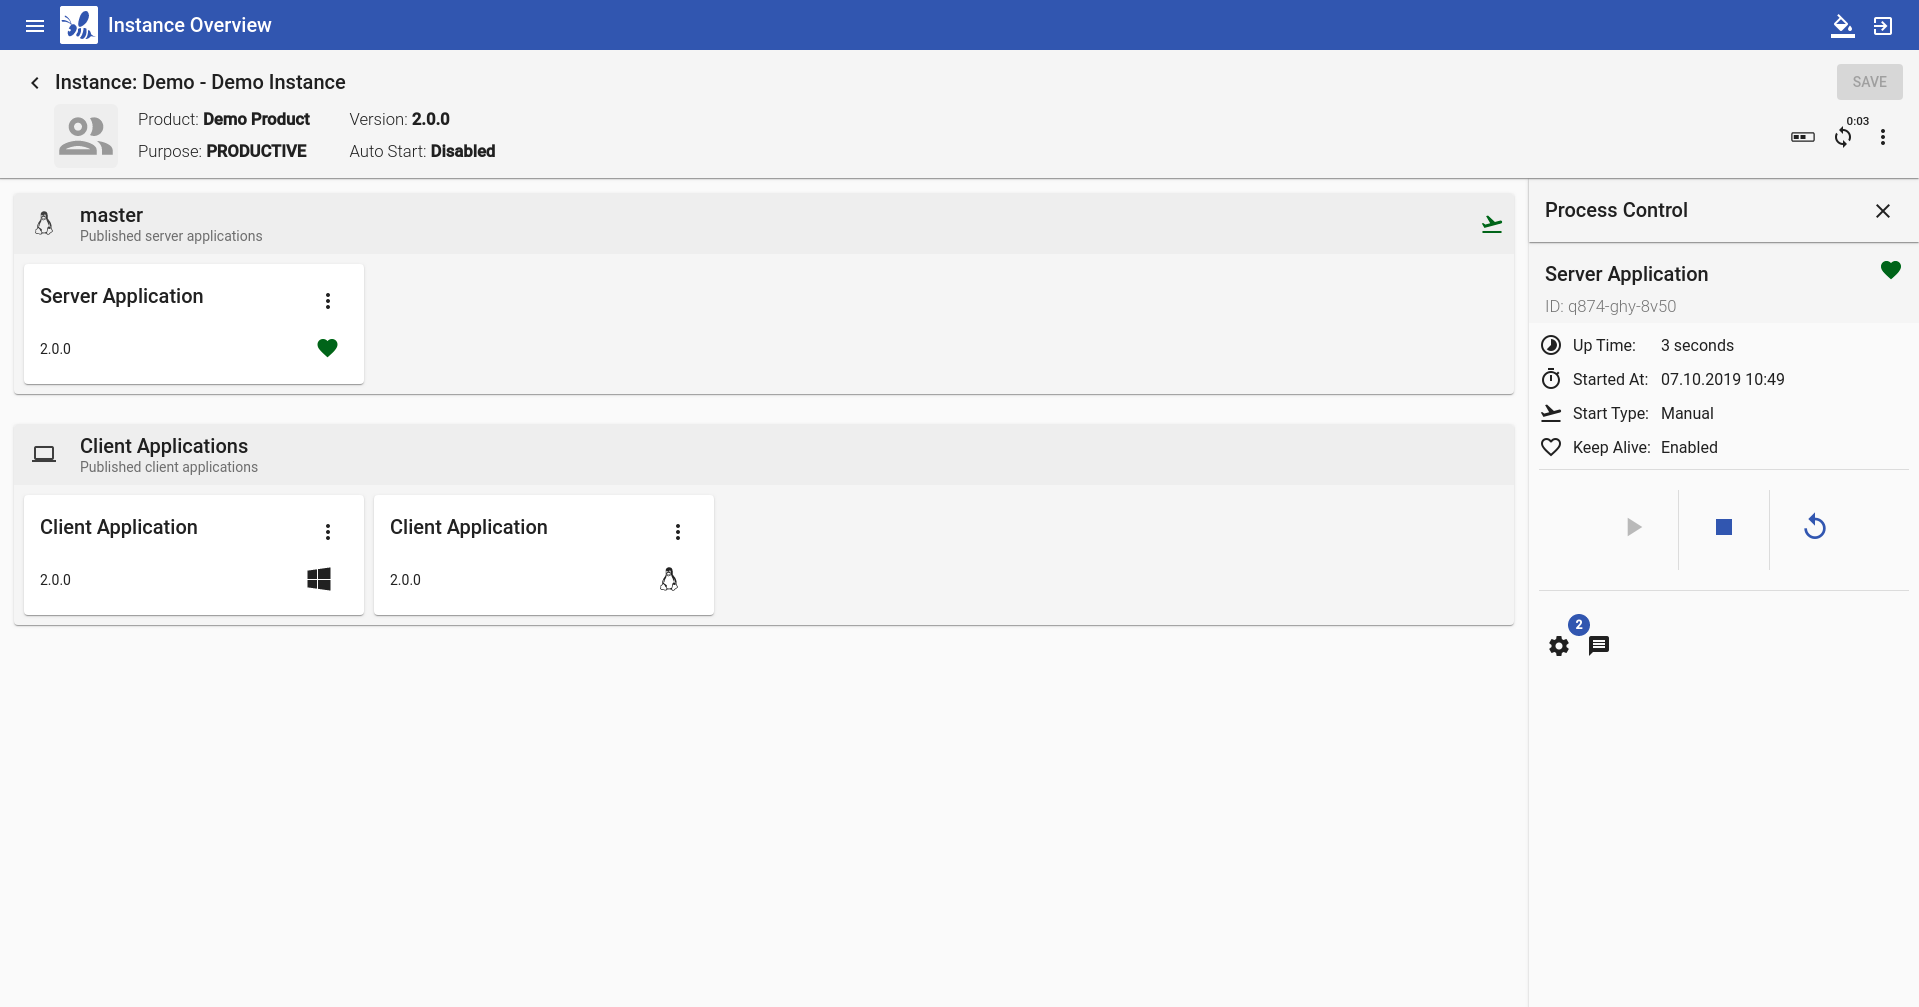 Instance Overview
Instance: Demo - Demo Instance
SAVE
Product: Demo Product
Version: 2.0.0
Purpose: PRODUCTIVE
Auto Start: Disabled
0:03
master
Published server applications
Server Application
2.0.0
Client Applications
Published client applications
Client Application
2.0.0
Client Application
2.0.0
Process Control
Server Application
ID: q874-ghy-8v50
Up Time: 3 seconds
Started At: 07.10.2019 10:49
Start Type: Manual
Keep Alive: Enabled
2